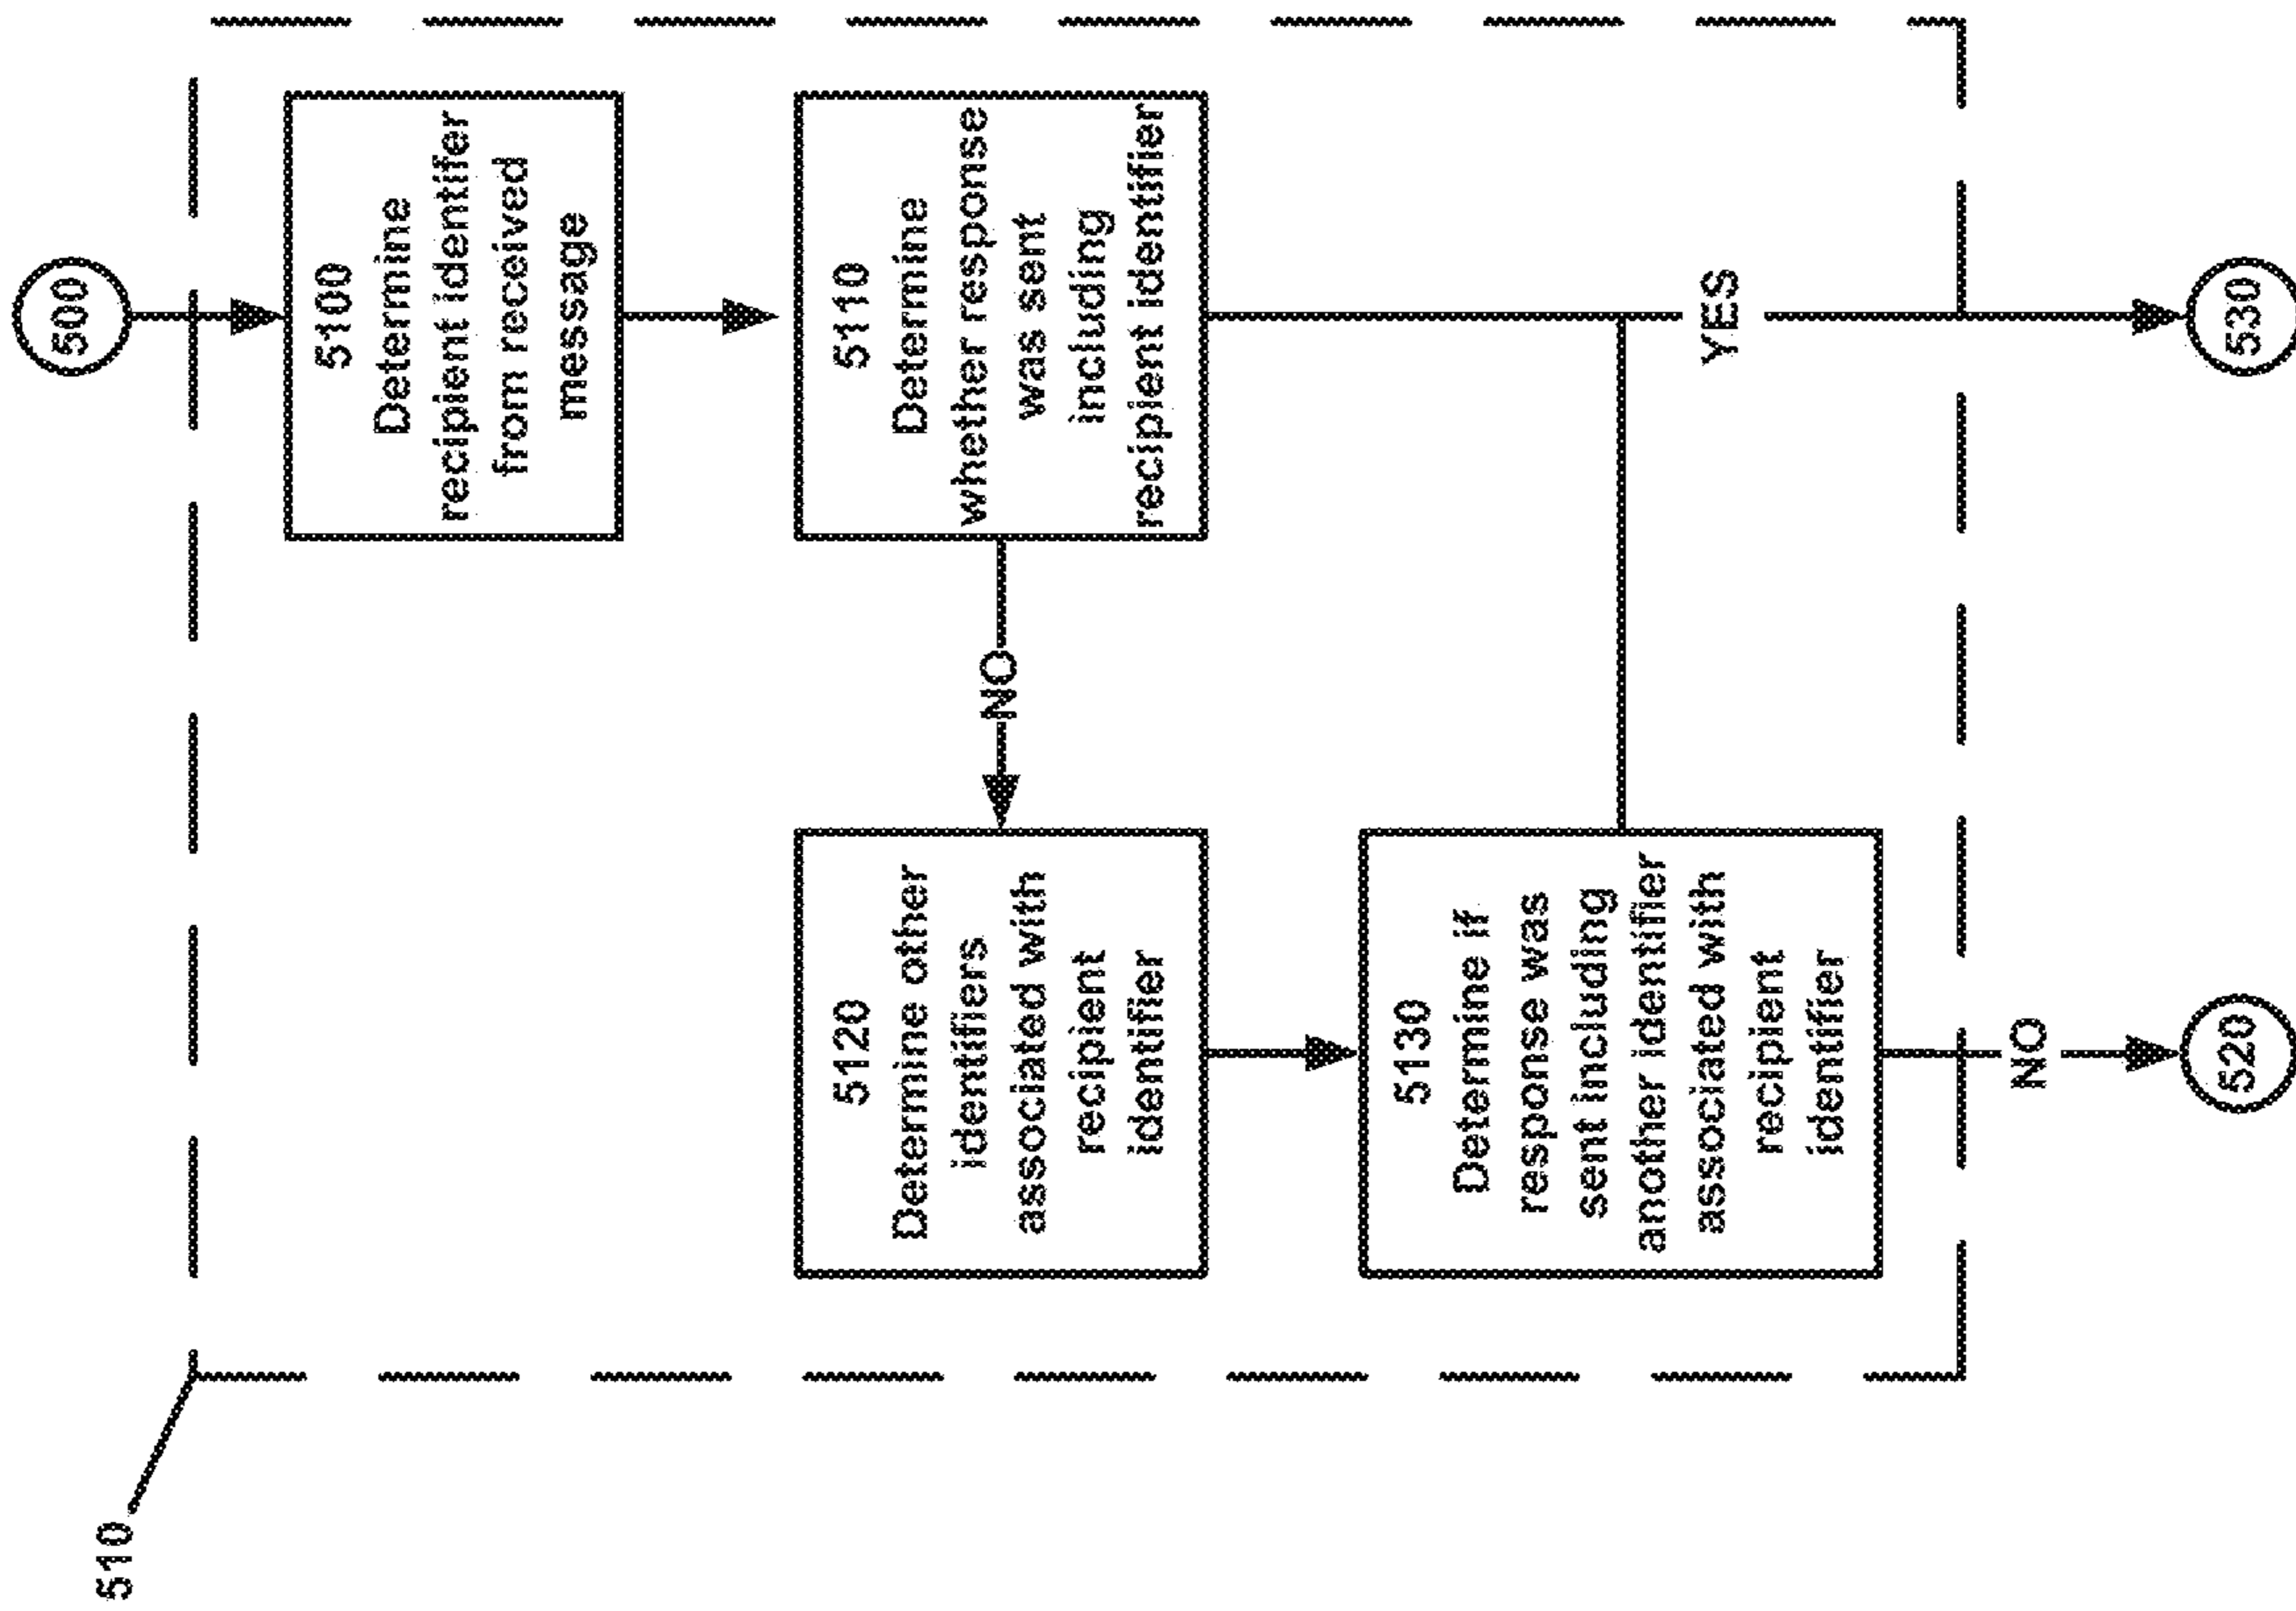 500
510
5100
Determine
recipient identifer
from received
message
5110
Determine
whether response
was sent
including
recipient identifier
NO
5120
Determine other
identifiers
associated with
recipient
identifier
5130
Determine if
response was
sent including
another identifier
associated with
recipient
identifier
YES
NO
520
530